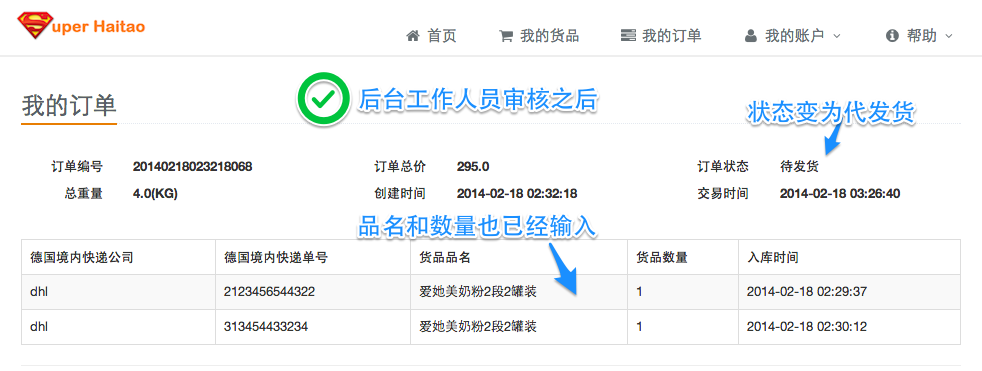 Super Haitao
首页 我的货品 我的订单 我的账户 帮助
我的订单
后台工作人员审核之后
状态变为代发货
订单编号 20140218023218068 订单总价 295.0 订单状态 待发货
总重量 4.0(KG) 创建时间 2014-02-18 02:32:18 交易时间 2014-02-18 03:26:40
品名和数量也已经输入
德国境内快递公司 德国境内快递单号 货品品名 货品数量 入库时间
dhl 2123456544322 爱她美奶粉2段2罐装 1 2014-02-18 02:29:37
dhl 313454433234 爱她美奶粉2段2罐装 1 2014-02-18 02:30:12